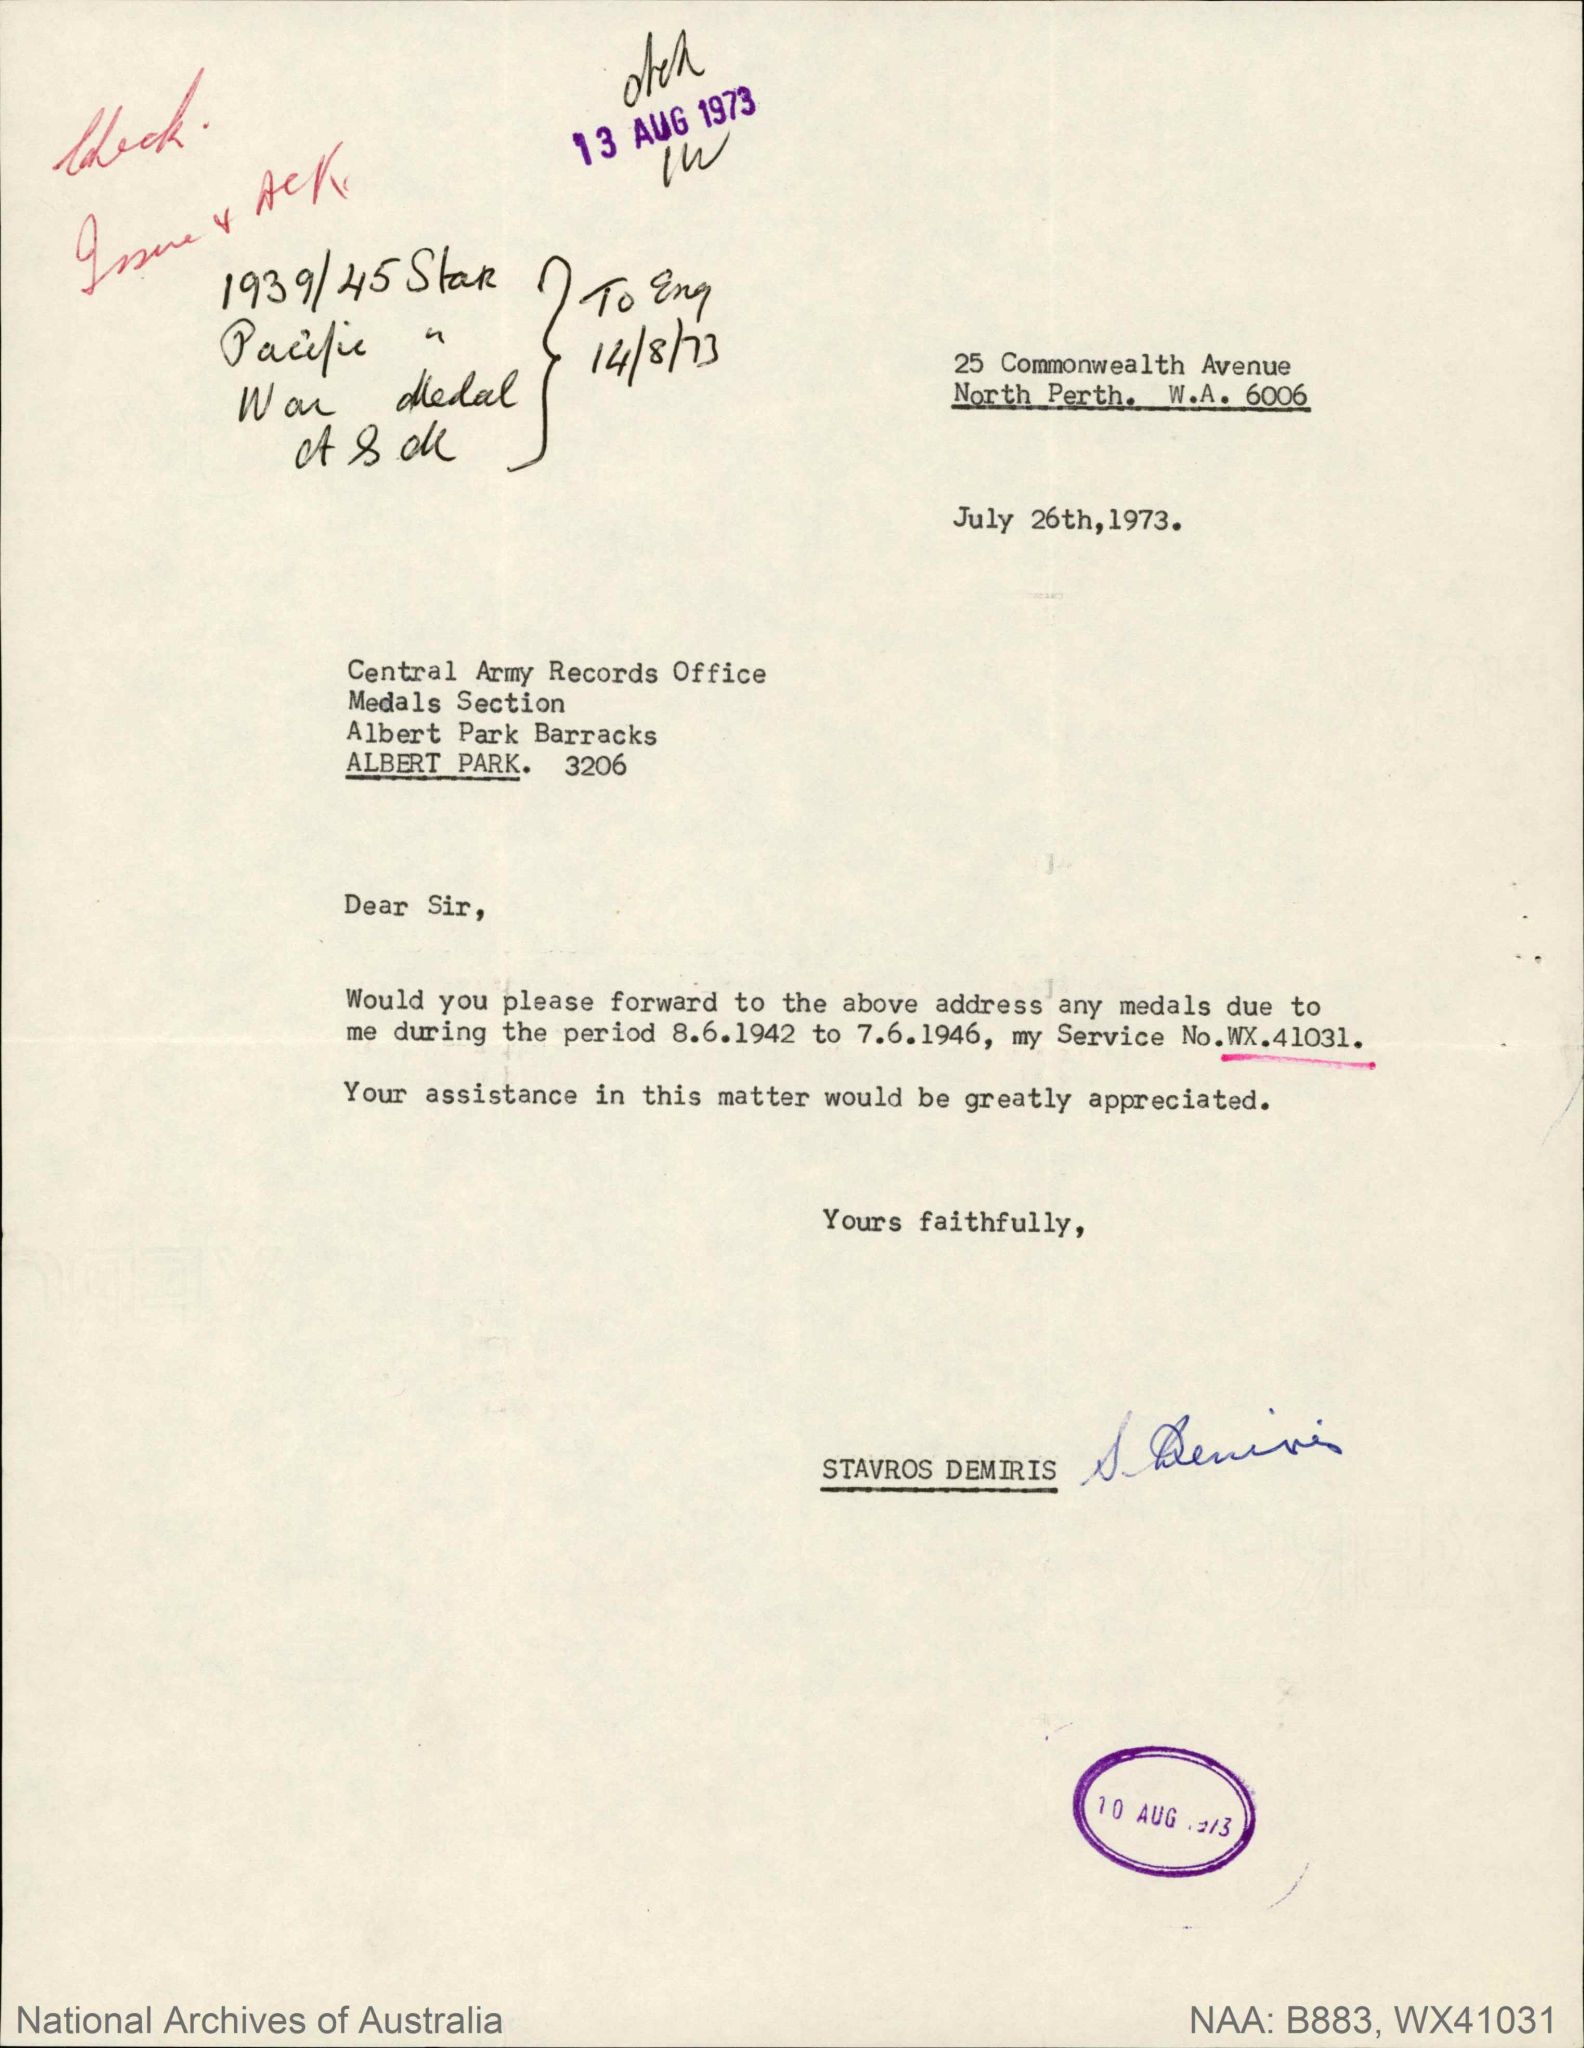 Check.
Issue & Ack.
13 AUG 1973
1939/45 Star
Pacific "
War Medal
A S M
To Eng
14/8/73
25 Commonwealth Avenue
North Perth. W.A. 6006
July 26th,1973.
Central Army Records Office
Medals Section
Albert Park Barracks
ALBERT PARK. 3206
Dear Sir,
Would you please forward to the above address any medals due to
me during the period 8.6.1942 to 7.6.1946, my Service No.WX.41031.
Your assistance in this matter would be greatly appreciated.
Yours faithfully,
STAVROS DEMIRIS S. Demiris
10 AUG 1973
National Archives of Australia
NAA: B883, WX41031